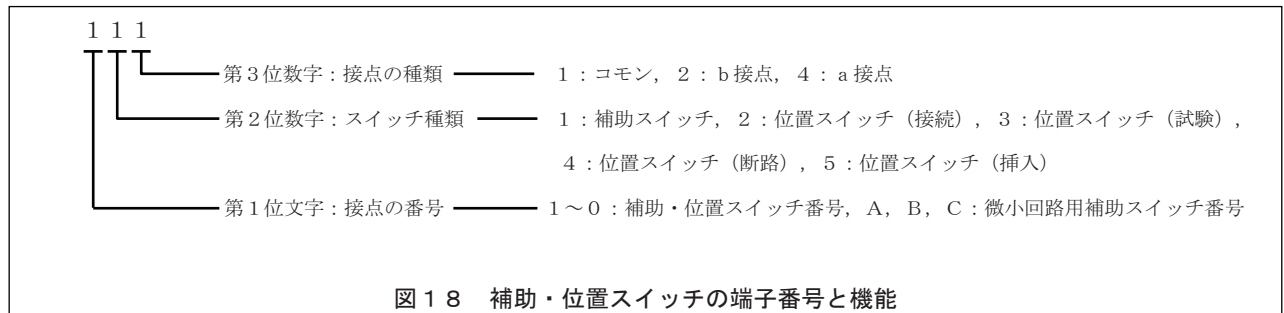 １１１
第３位数字：接点の種類　１：コモン，２：ｂ接点，４：ａ接点
第２位数字：スイッチ種類　１：補助スイッチ，２：位置スイッチ（接続），３：位置スイッチ（試験），
４：位置スイッチ（断路），５：位置スイッチ（挿入）
第１位文字：接点の番号　１～０：補助・位置スイッチ番号，Ａ，Ｂ，Ｃ：微小回路用補助スイッチ番号
図１８　補助・位置スイッチの端子番号と機能